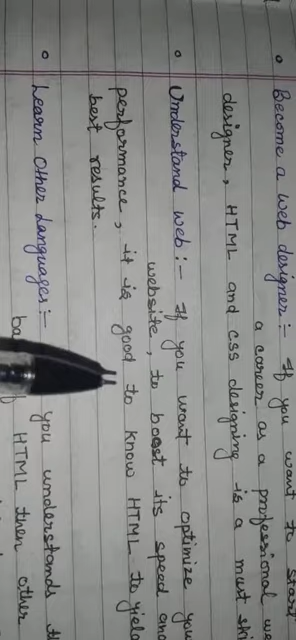 • Become a web designer:- If you want to start
a career as a professional we
designer, HTML and css designing is a must ski
• Understand web:- If you want to optimize you
website, to boost its speed and
performance, it is good to know HTML to yield
best results.
• Learn Other Languages:- you understands th
ba
HTML then other